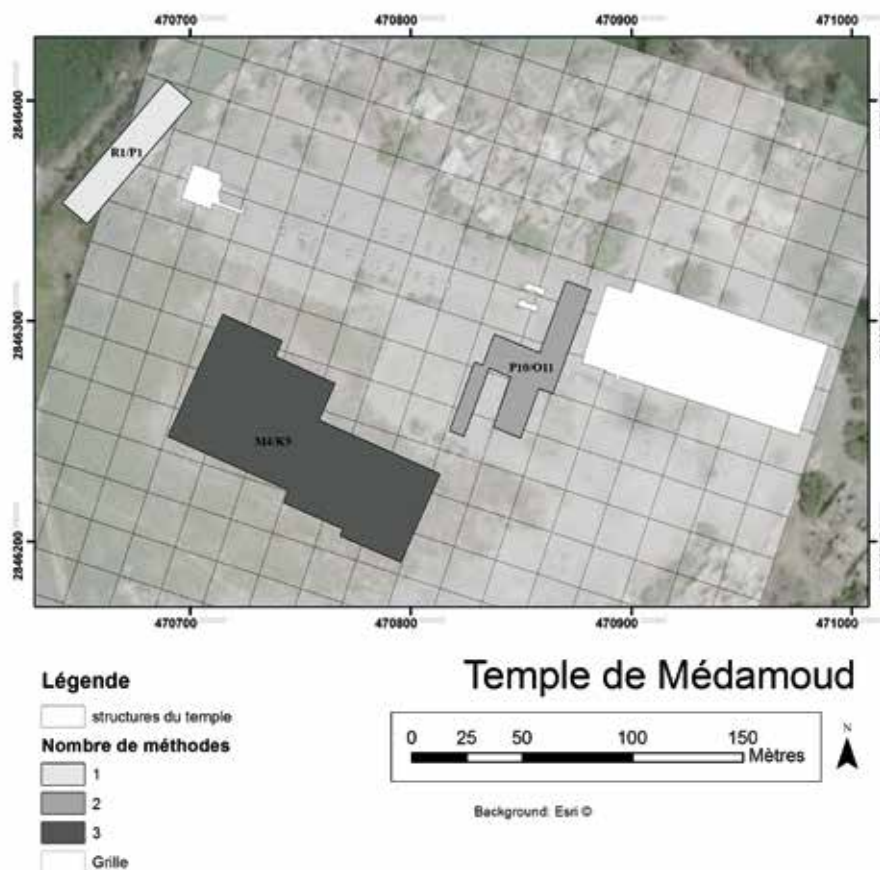 470700 470800 470900 471000
2846400
2846300
2846200
R1/P1
P10/O11
M4/K9
470700 470800 470900 471000
Légende
structures du temple
Nombre de méthodes
1
2
3
Grille
Temple de Médamoud
0 25 50 100 150
Mètres
N
Background: Esri ©